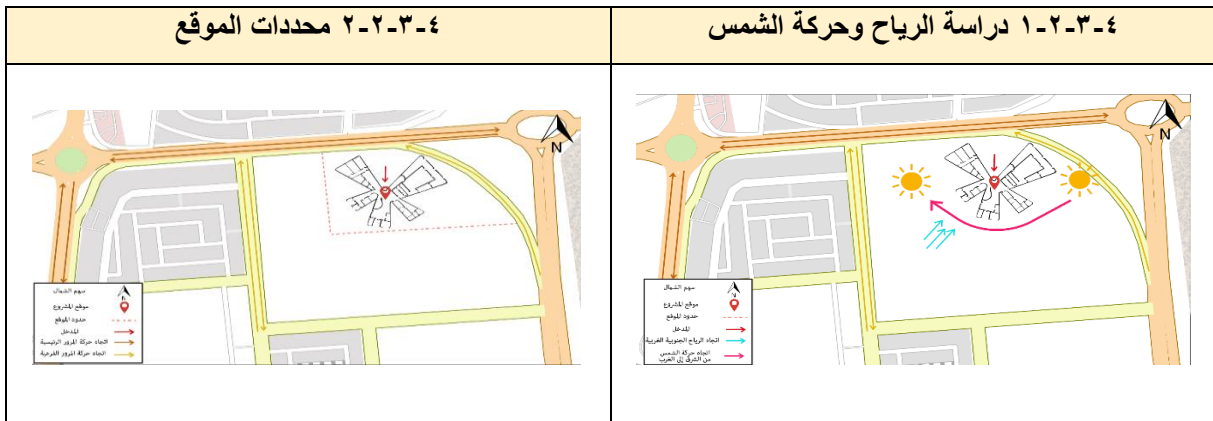 ٤-٣-٢-١ دراسة الرياح وحركة الشمس
N
سهم الشمال
موقع المشروع
المدخل
اتجاه الرياح الجنوبية الغربية
اتجاه حركة الشمس
من الشرق إلى الغرب
٤-٣-٢-٢ محددات الموقع
N
سهم الشمال
موقع المشروع
حدود الموقع
المدخل
اتجاه حركة المرور الرئيسية
اتجاه حركة المرور الفرعية